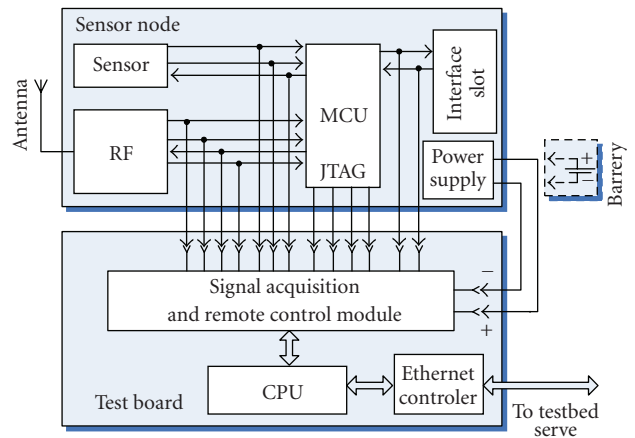 Sensor node
Sensor
Antenna
RF
MCU
JTAG
Interface
slot
Power
supply
+
−
Barrery
Signal acquisition
and remote control module
−
+
CPU
Ethernet
controler
Test board
To testbed
serve